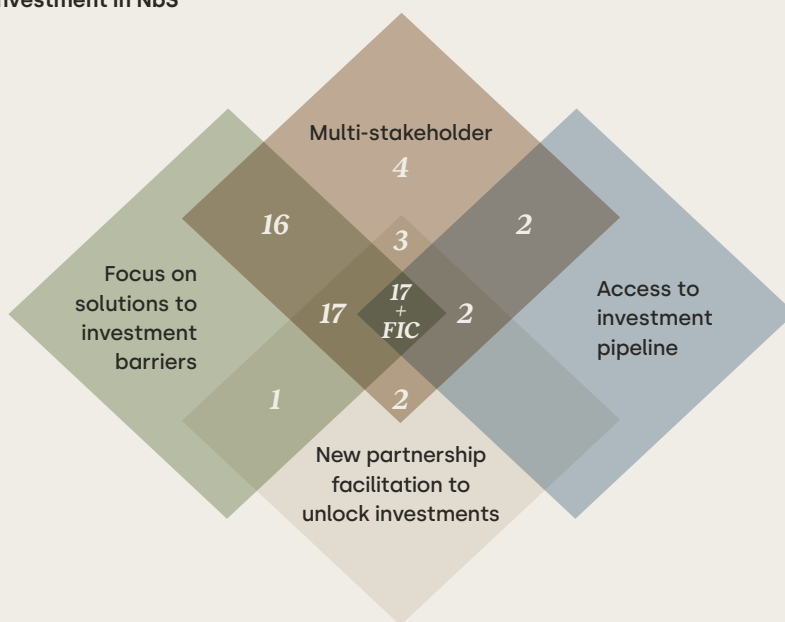 Investment in NbS
Multi-stakeholder
4
16
2
3
Focus on
solutions to
investment
barriers
17
17
+
FIC
2
Access to
investment
pipeline
1
2
New partnership
facilitation to
unlock investments